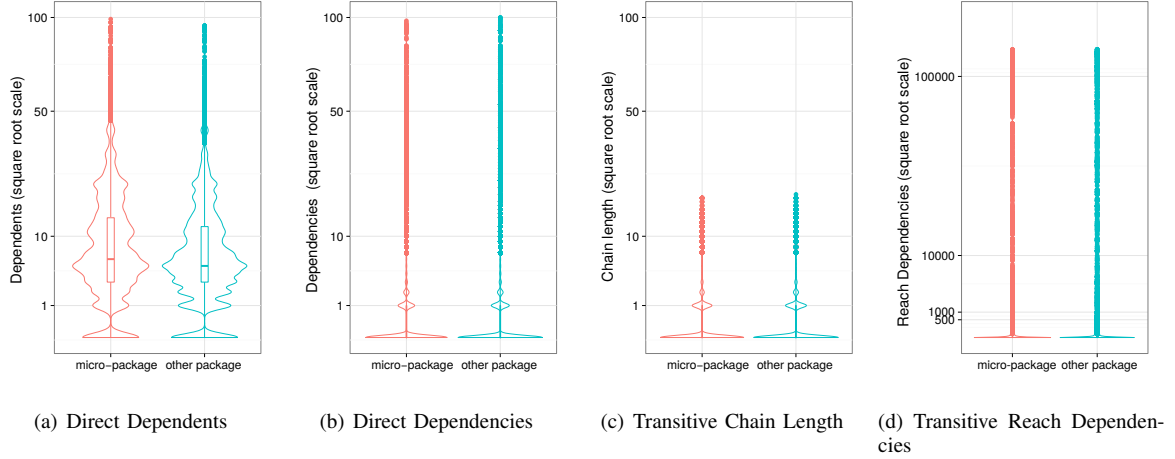 100
50
10
1
Dependents (square root scale)
micro−package
other package
100
50
10
1
Dependencies (square root scale)
micro−package
other package
100
50
10
1
Chain length (square root scale)
micro−package
other package
100000
10000
1000
500
Reach Dependencies (square root scale)
micro−package
other package
(a) Direct Dependents
(b) Direct Dependencies
(c) Transitive Chain Length
(d) Transitive Reach Dependen-
cies